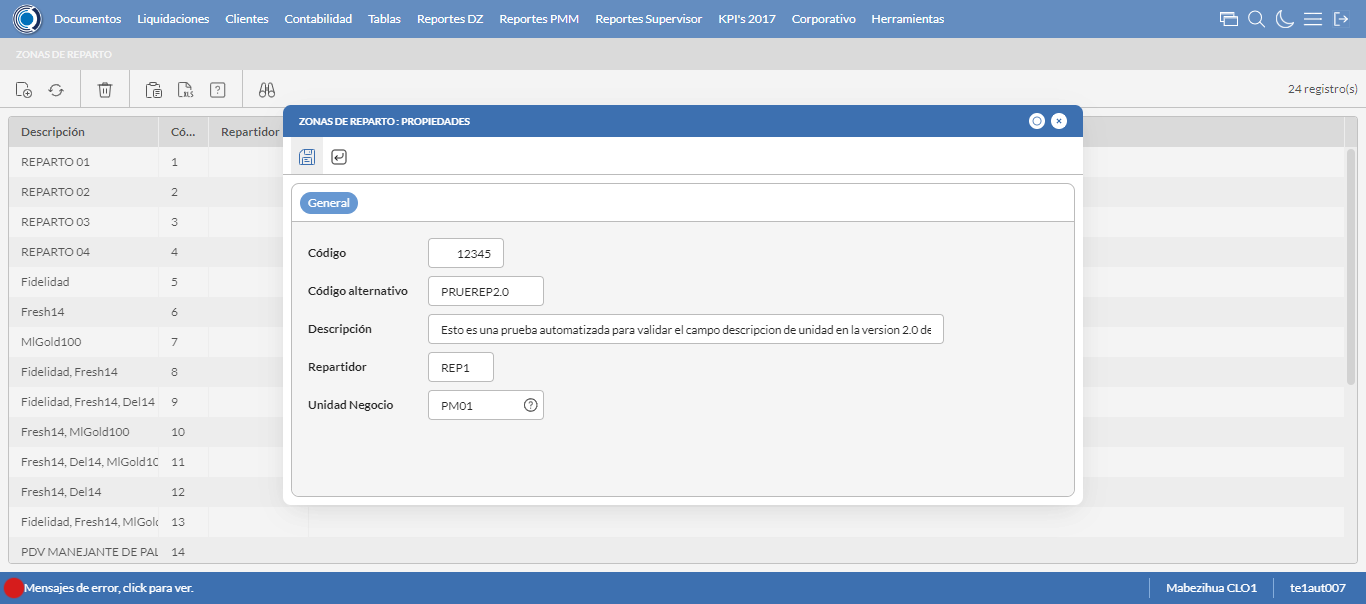 Documentos Liquidaciones Clientes Contabilidad Tablas Reportes DZ Reportes PMM Reportes Supervisor KPI's 2017 Corporativo Herramientas
ZONAS DE REPARTO
XLS ?
24 registro(s)
Descripción Có... Repartidor
REPARTO 01 1
REPARTO 02 2
REPARTO 03 3
REPARTO 04 4
Fidelidad 5
Fresh14 6
MlGold100 7
Fidelidad, Fresh14 8
Fidelidad, Fresh14, Del14 9
Fresh14, MlGold100 10
Fresh14, Del14, MlGold10 11
Fresh14, Del14 12
Fidelidad, Fresh14, MlGold 13
PDV MANEJANTE DE PAL 14
ZONAS DE REPARTO : PROPIEDADES
General
Código 12345
Código alternativo PRUEREP2.0
Descripción Esto es una prueba automatizada para validar el campo descripcion de unidad en la version 2.0 de
Repartidor REP1
Unidad Negocio PM01 ?
Mensajes de error, click para ver. Mabezihua CLO1 te1aut007